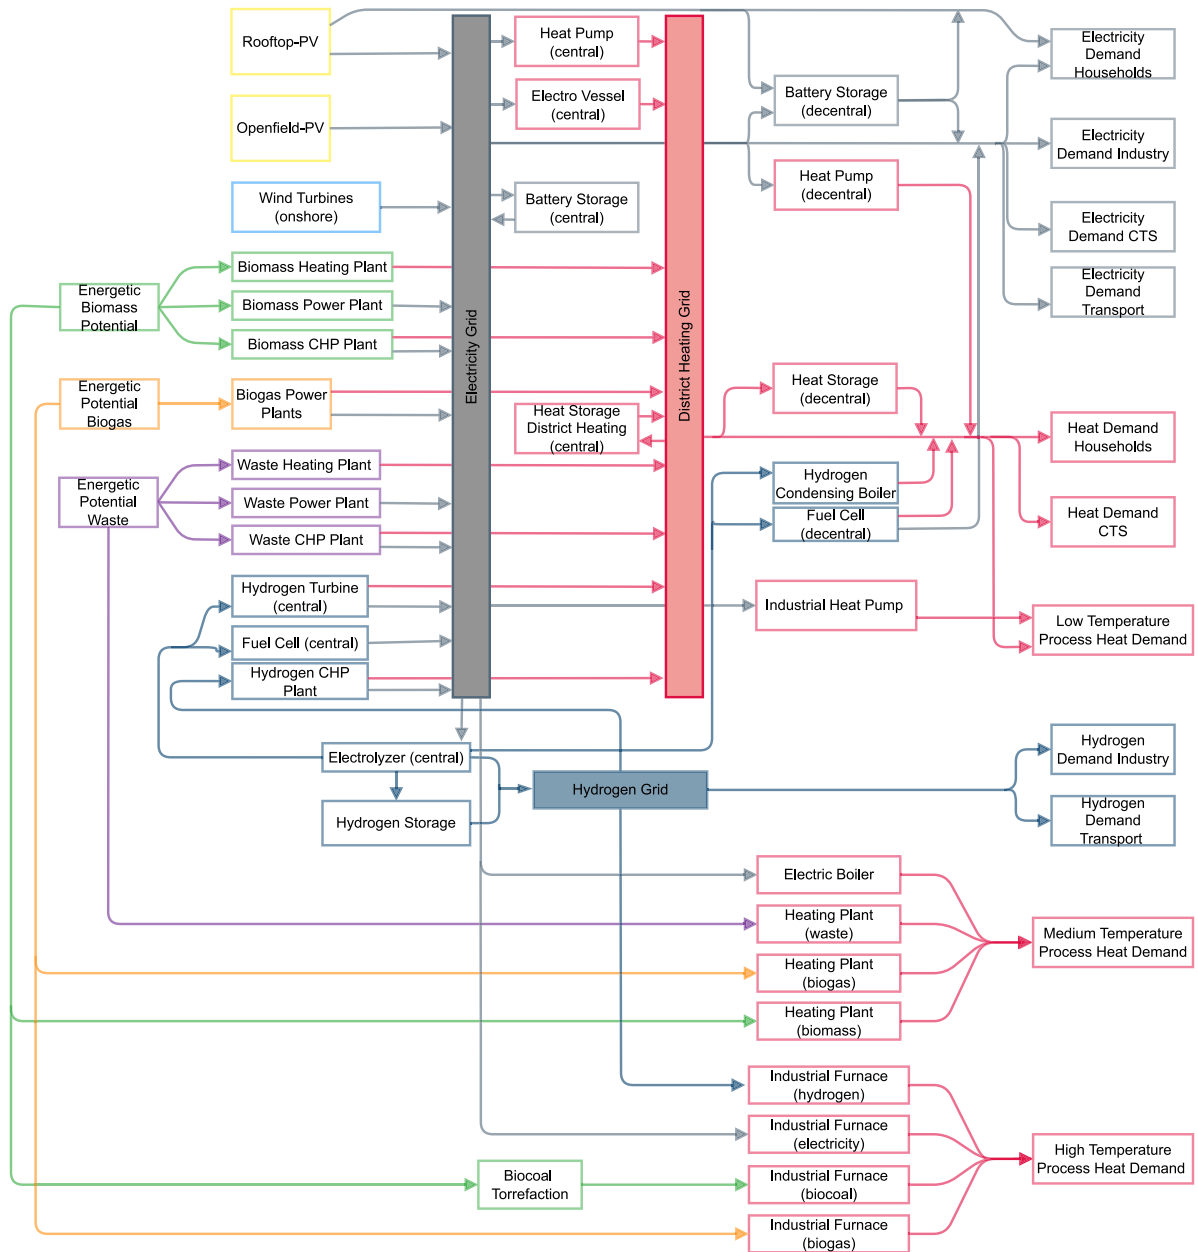 Rooftop-PV
Openfield-PV
Wind Turbines
(onshore)
Energetic
Biomass
Potential
Biomass Heating Plant
Biomass Power Plant
Biomass CHP Plant
Energetic
Potential
Biogas
Biogas Power
Plants
Energetic
Potential
Waste
Waste Heating Plant
Waste Power Plant
Waste CHP Plant
Hydrogen Turbine
(central)
Fuel Cell (central)
Hydrogen CHP
Plant
Electricity Grid
Heat Pump
(central)
Electro Vessel
(central)
Battery Storage
(central)
Heat Storage
District Heating
(central)
District Heating Grid
Battery Storage
(decentral)
Heat Pump
(decentral)
Heat Storage
(decentral)
Hydrogen
Condensing Boiler
Fuel Cell
(decentral)
Industrial Heat Pump
Electricity
Demand
Households
Electricity
Demand Industry
Electricity
Demand CTS
Electricity
Demand
Transport
Heat Demand
Households
Heat Demand
CTS
Low Temperature
Process Heat Demand
Electrolyzer (central)
Hydrogen Storage
Hydrogen Grid
Hydrogen
Demand Industry
Hydrogen
Demand
Transport
Electric Boiler
Heating Plant
(waste)
Heating Plant
(biogas)
Heating Plant
(biomass)
Medium Temperature
Process Heat Demand
Biocoal
Torrefaction
Industrial Furnace
(hydrogen)
Industrial Furnace
(electricity)
Industrial Furnace
(biocoal)
Industrial Furnace
(biogas)
High Temperature
Process Heat Demand